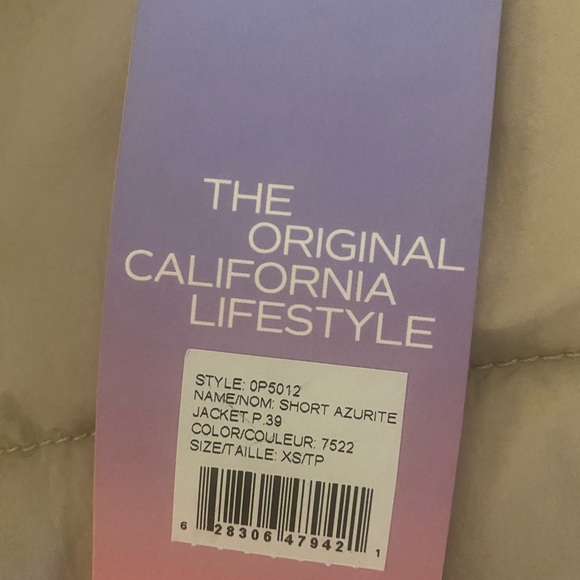 THE
ORIGINAL
CALIFORNIA
LIFESTYLE
STYLE: 0P5012
NAME/NOM: SHORT AZURITE
JACKET P.39
COLOR/COULEUR: 7522
SIZE/TAILLE: XS/TP
6 28306 47942 1